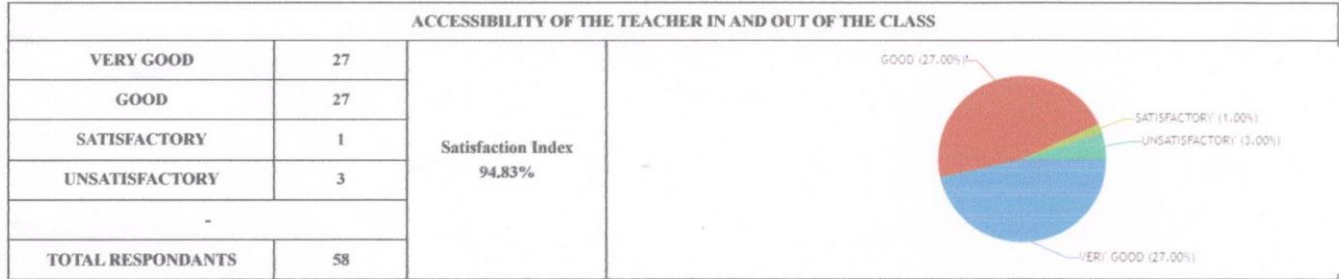 ACCESSIBILITY OF THE TEACHER IN AND OUT OF THE CLASS
VERY GOOD 27
GOOD 27
SATISFACTORY 1
UNSATISFACTORY 3
-
TOTAL RESPONDANTS 58
Satisfaction Index
94.83%
GOOD (27.00%)
SATISFACTORY (1.00%)
UNSATISFACTORY (3.00%)
VERY GOOD (27.00%)